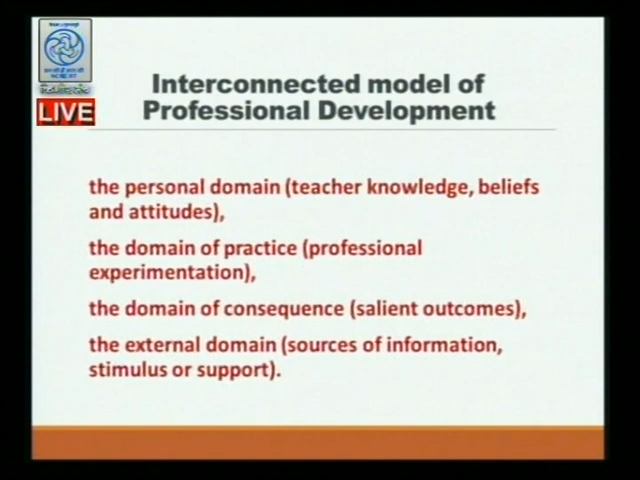 NCERT
LIVE
Interconnected model of
Professional Development
the personal domain (teacher knowledge, beliefs
and attitudes),
the domain of practice (professional
experimentation),
the domain of consequence (salient outcomes),
the external domain (sources of information,
stimulus or support).